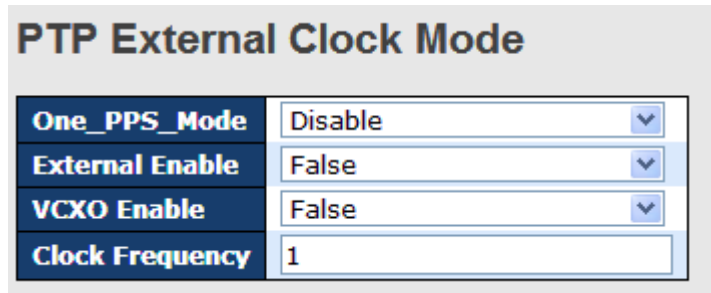 PTP External Clock Mode
One_PPS_Mode Disable
External Enable False
VCXO Enable False
Clock Frequency 1